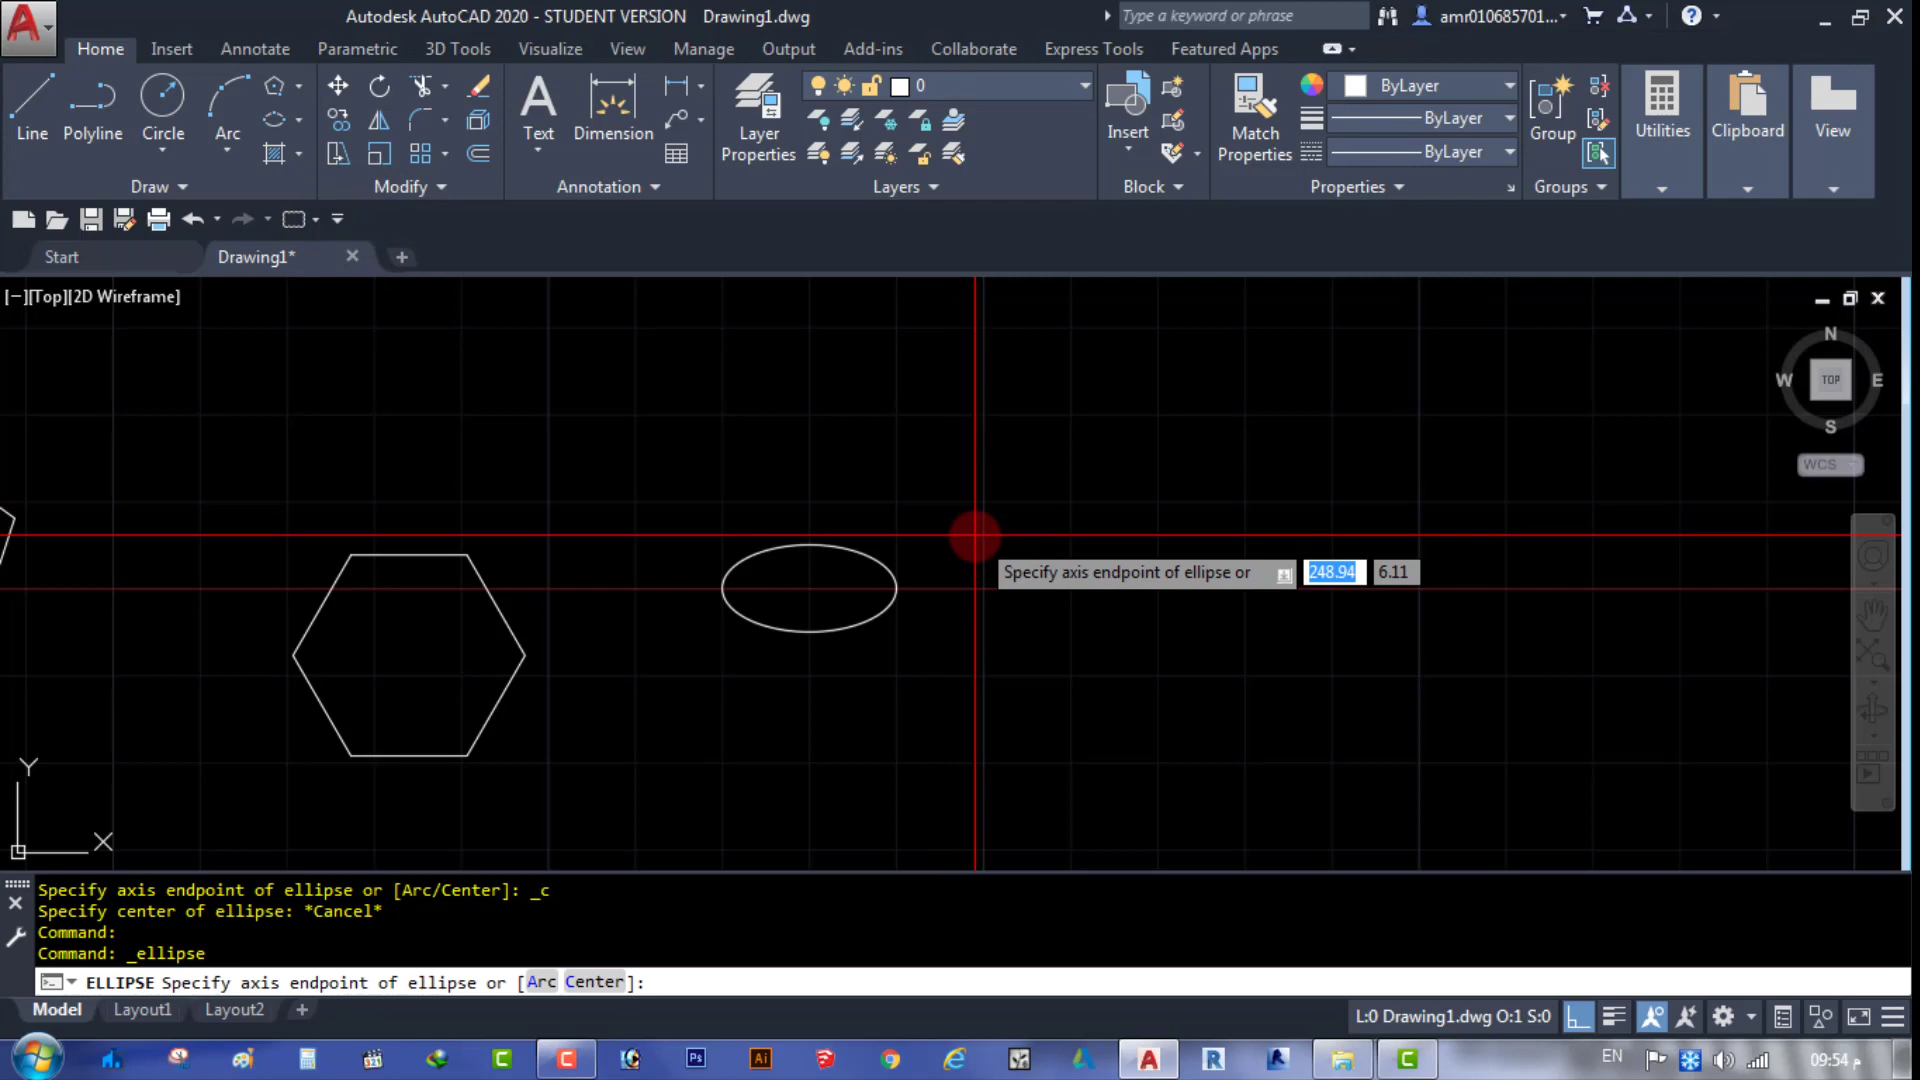 Autodesk AutoCAD 2020 - STUDENT VERSION Drawing1.dwg
Type a keyword or phrase
amr010685701...
Home Insert Annotate Parametric 3D Tools Visualize View Manage Output Add-ins Collaborate Express Tools Featured Apps
Line Polyline Circle Arc
Draw
Modify
Text Dimension
Annotation
Layer Properties
0
Layers
Insert
Block
Match Properties
ByLayer
ByLayer
ByLayer
Properties
Group
Groups
Utilities
Clipboard
View
Start
Drawing1*
[−][Top][2D Wireframe]
N
W TOP E
S
WCS
Specify axis endpoint of ellipse or 248.94 6.11
Y
X
Specify axis endpoint of ellipse or [Arc/Center]: _c
Specify center of ellipse: *Cancel*
Command:
Command: _ellipse
ELLIPSE Specify axis endpoint of ellipse or [Arc Center]:
Model Layout1 Layout2
L:0 Drawing1.dwg O:1 S:0
EN
09:54 م